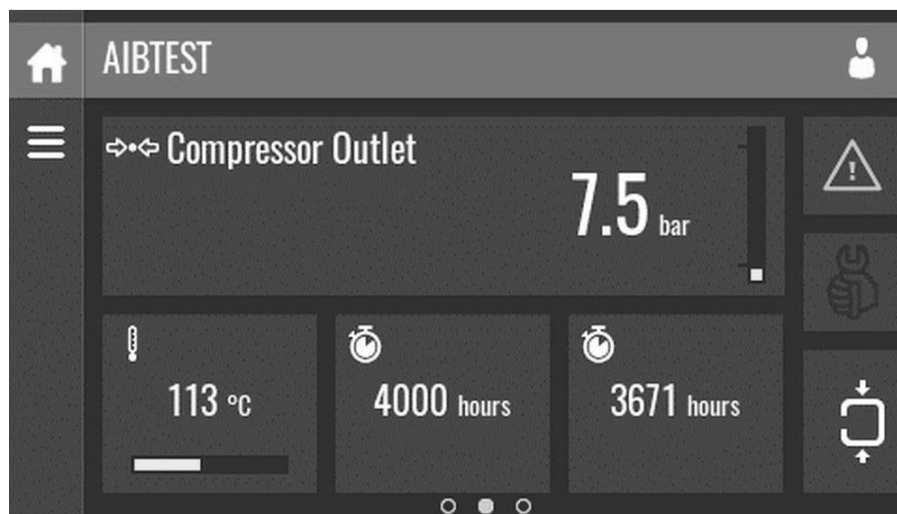 AIBTEST
Compressor Outlet
7.5 bar
113 °C
4000 hours
3671 hours